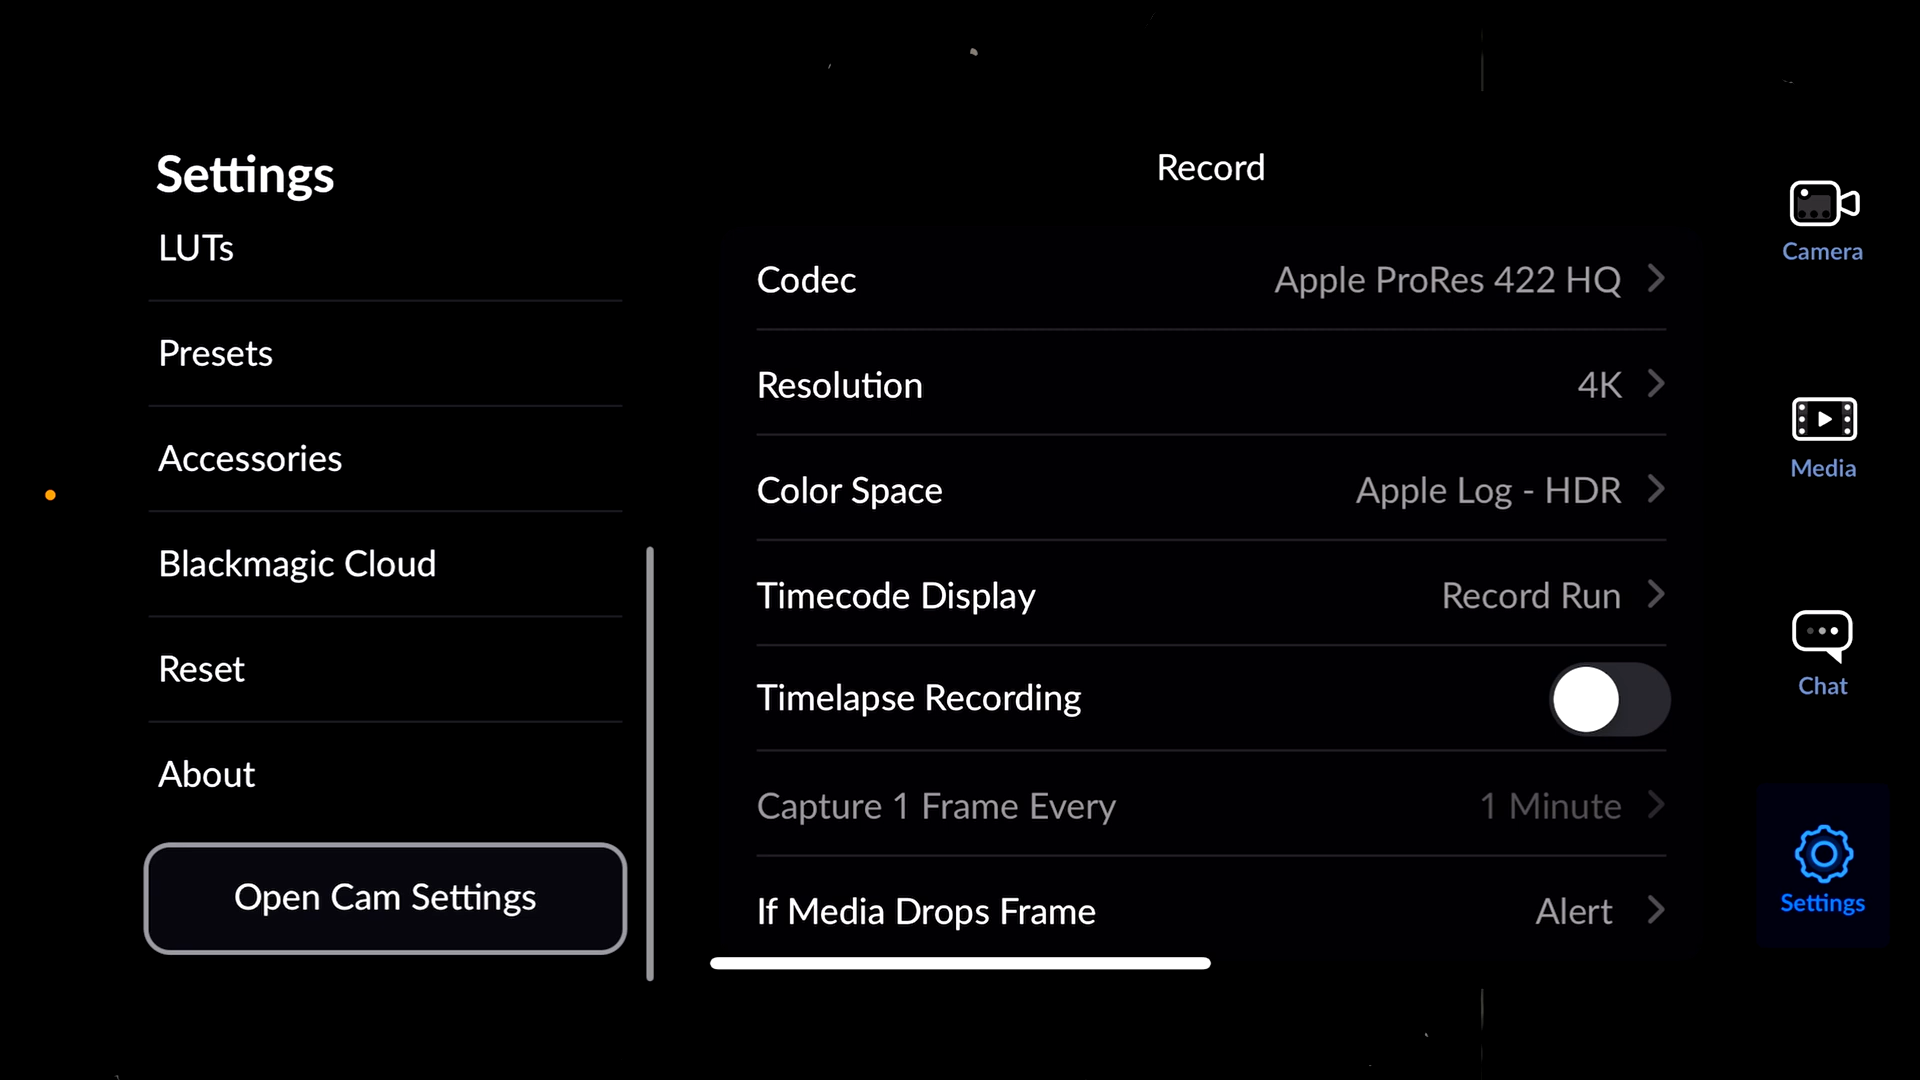 Settings
LUTs
Presets
Accessories
Blackmagic Cloud
Reset
About
Open Cam Settings
Record
Codec Apple ProRes 422 HQ
Resolution 4K
Color Space Apple Log - HDR
Timecode Display Record Run
Timelapse Recording
Capture 1 Frame Every 1 Minute
If Media Drops Frame Alert
Camera
Media
Chat
Settings